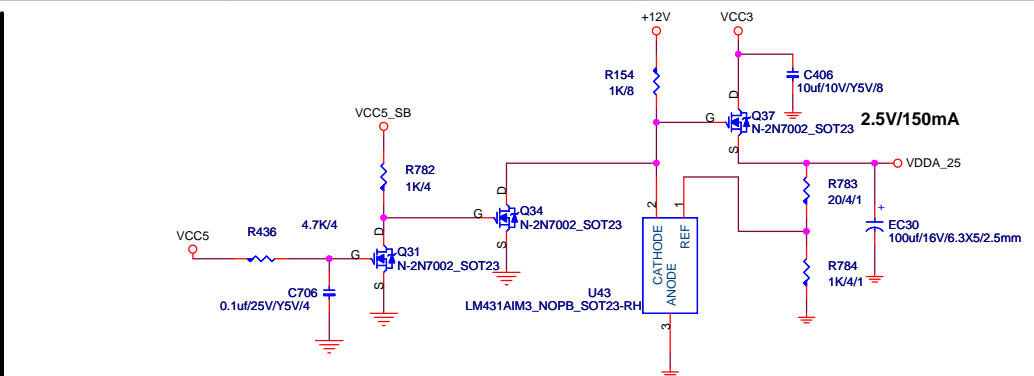 +12V
VCC3
R154
1K/8
D
C406
10uf/10V/Y5V/8
G
Q37
N-2N7002_SOT23
2.5V/150mA
S
VCC5_SB
VDDA_25
R782
1K/4
D
2
1
R783
20/4/1
+
G
Q34
N-2N7002_SOT23
EC30
100uf/16V/6.3X5/2.5mm
S
R436
4.7K/4
VCC5
D
G
Q31
N-2N7002_SOT23
S
CATHODE
REF
ANODE
R784
1K/4/1
C706
0.1uf/25V/Y5V/4
U43
LM431AIM3_NOPB_SOT23-RH
3